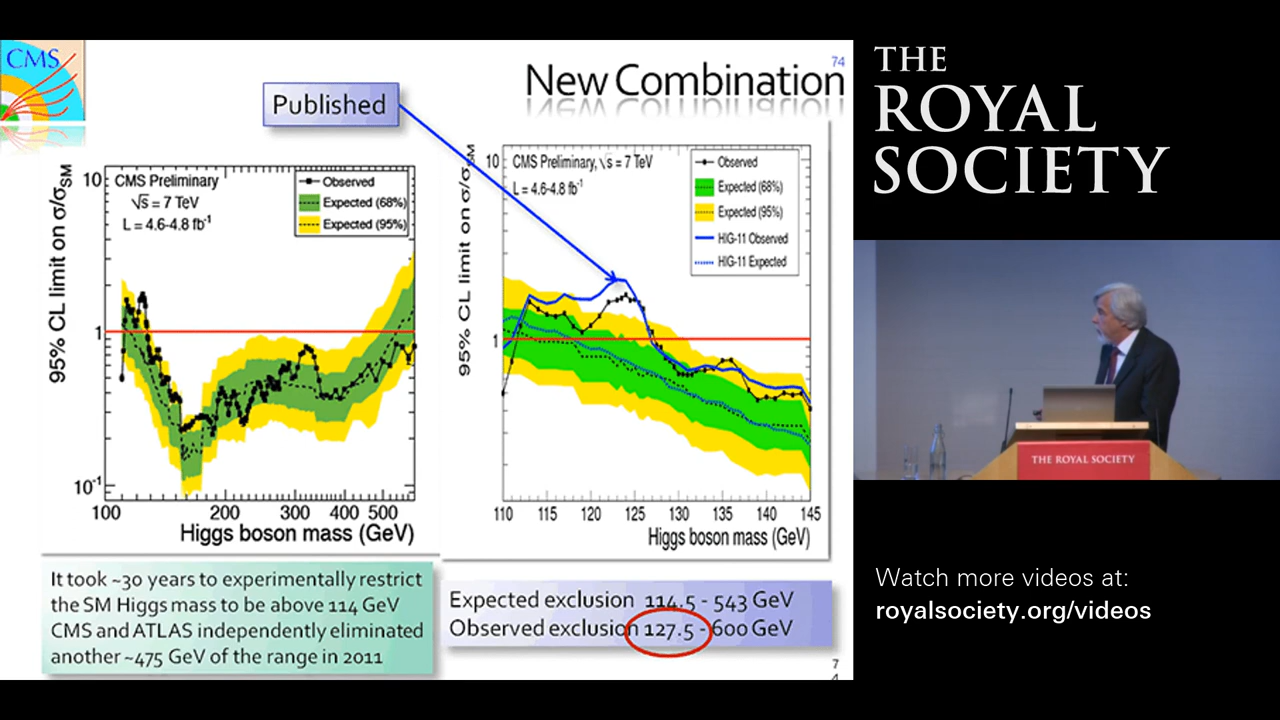 CMS
Published
New Combination
74
10
1
10⁻¹
95% CL limit on σ/σSM
CMS Preliminary
√s = 7 TeV
L = 4.6-4.8 fb⁻¹
Observed
Expected (68%)
Expected (95%)
100
200
300
400
500
Higgs boson mass (GeV)
10
1
95% CL limit on σ/σSM
CMS Preliminary, √s = 7 TeV
L = 4.6-4.8 fb⁻¹
Observed
Expected (68%)
Expected (95%)
HIG-11 Observed
HIG-11 Expected
110 115 120 125 130 135 140 145
Higgs boson mass (GeV)
It took ~30 years to experimentally restrict
the SM Higgs mass to be above 114 GeV
CMS and ATLAS independently eliminated
another ~475 GeV of the range in 2011
Expected exclusion 114.5 - 543 GeV
Observed exclusion 127.5 - 600 GeV
7
4
THE
ROYAL
SOCIETY
THE ROYAL SOCIETY
Watch more videos at:
royalsociety.org/videos